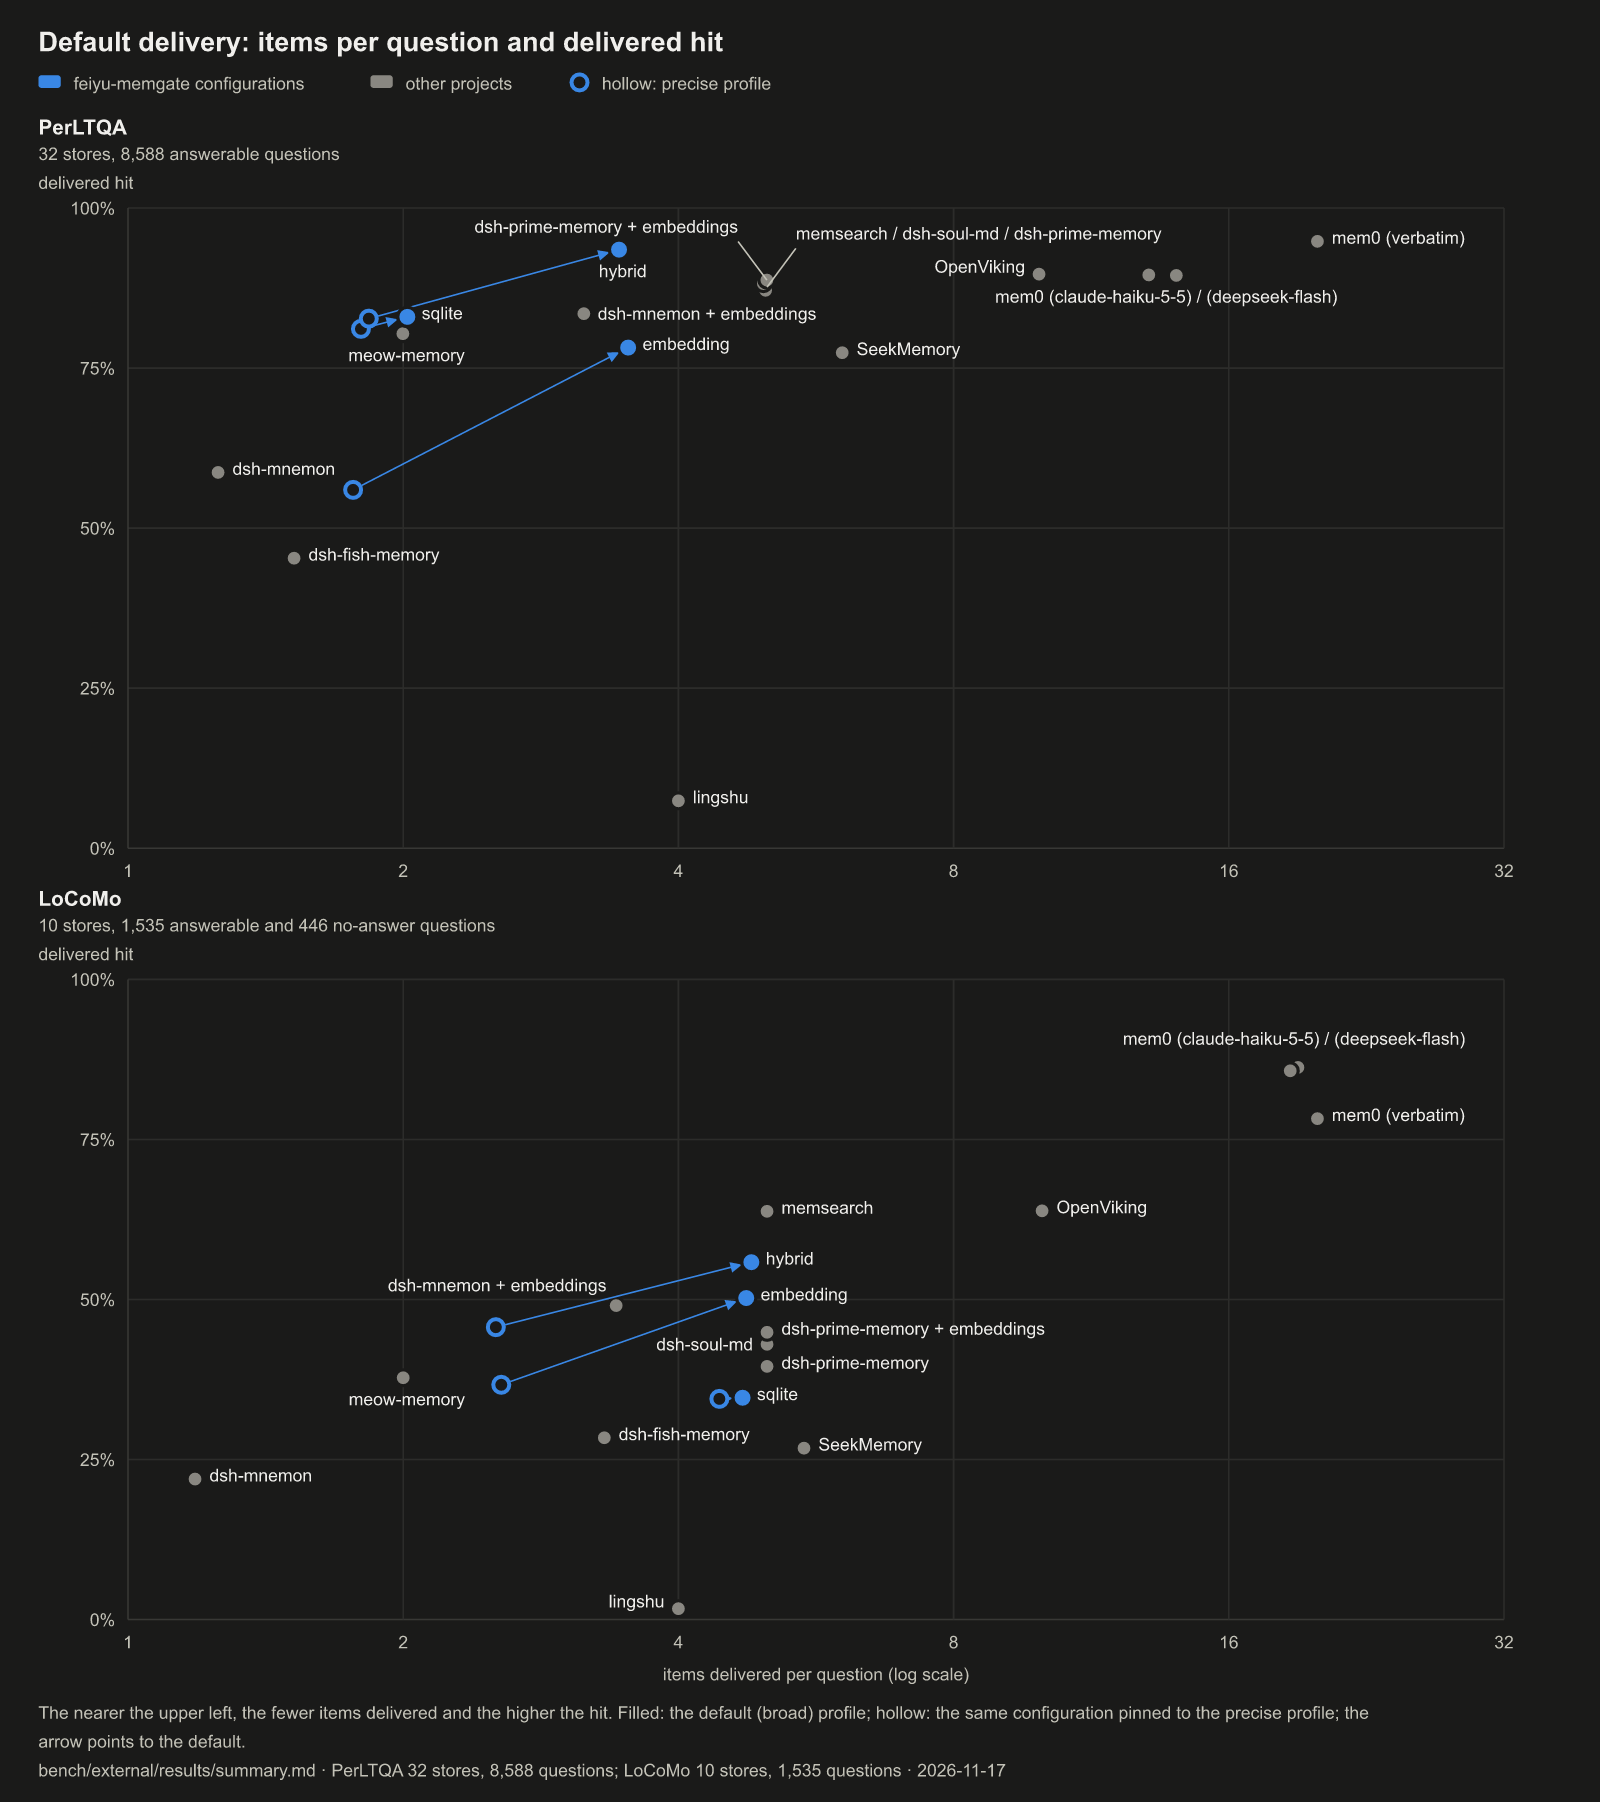 Default delivery: items per question and delivered hit
feiyu-memgate configurations
other projects
hollow: precise profile
PerLTQA
32 stores, 8,588 answerable questions
delivered hit
100%
dsh-prime-memory + embeddings
memsearch / dsh-soul-md / dsh-prime-memory
mem0 (verbatim)
hybrid
OpenViking
mem0 (claude-haiku-5-5) / (deepseek-flash)
sqlite
dsh-mnemon + embeddings
meow-memory
embedding
SeekMemory
75%
dsh-mnemon
50%
dsh-fish-memory
25%
lingshu
0%
1
2
4
8
16
32
LoCoMo
10 stores, 1,535 answerable and 446 no-answer questions
delivered hit
100%
mem0 (claude-haiku-5-5) / (deepseek-flash)
mem0 (verbatim)
75%
memsearch
OpenViking
hybrid
dsh-mnemon + embeddings
embedding
50%
dsh-prime-memory + embeddings
dsh-soul-md
dsh-prime-memory
meow-memory
sqlite
dsh-fish-memory
SeekMemory
25%
dsh-mnemon
lingshu
0%
1
2
4
8
16
32
items delivered per question (log scale)
The nearer the upper left, the fewer items delivered and the higher the hit. Filled: the default (broad) profile; hollow: the same configuration pinned to the precise profile; the
arrow points to the default.
bench/external/results/summary.md · PerLTQA 32 stores, 8,588 questions; LoCoMo 10 stores, 1,535 questions · 2026-11-17